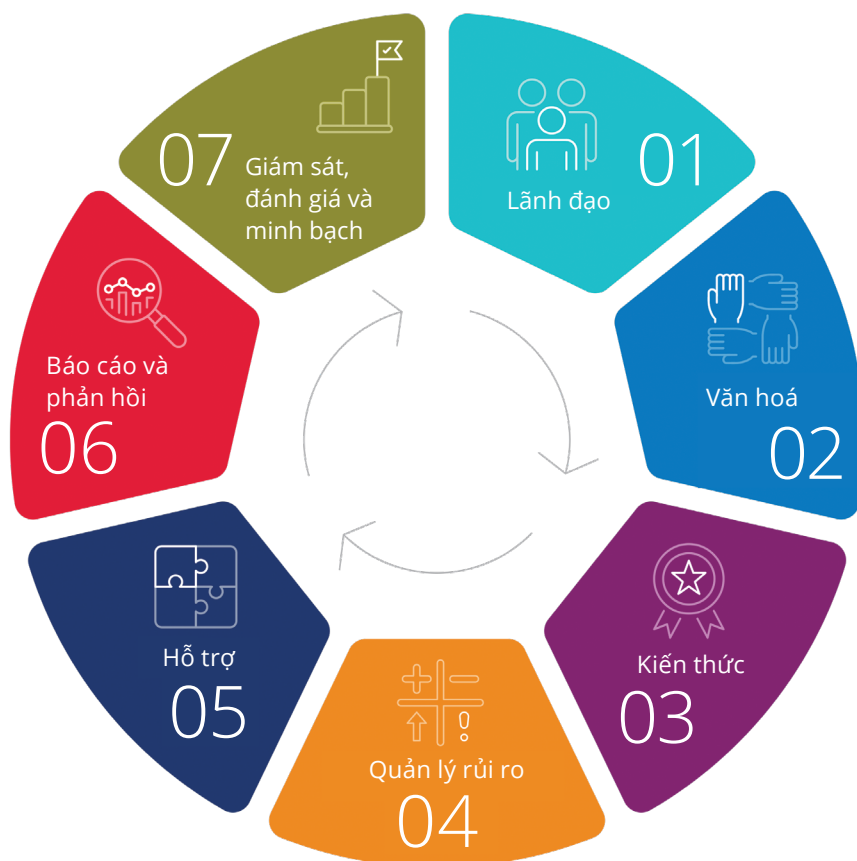 01
Lãnh đạo
Văn hoá
02
Kiến thức
03
Quản lý rủi ro
04
Hỗ trợ
05
Báo cáo và
phản hồi
06
07
Giám sát,
đánh giá và
minh bạch